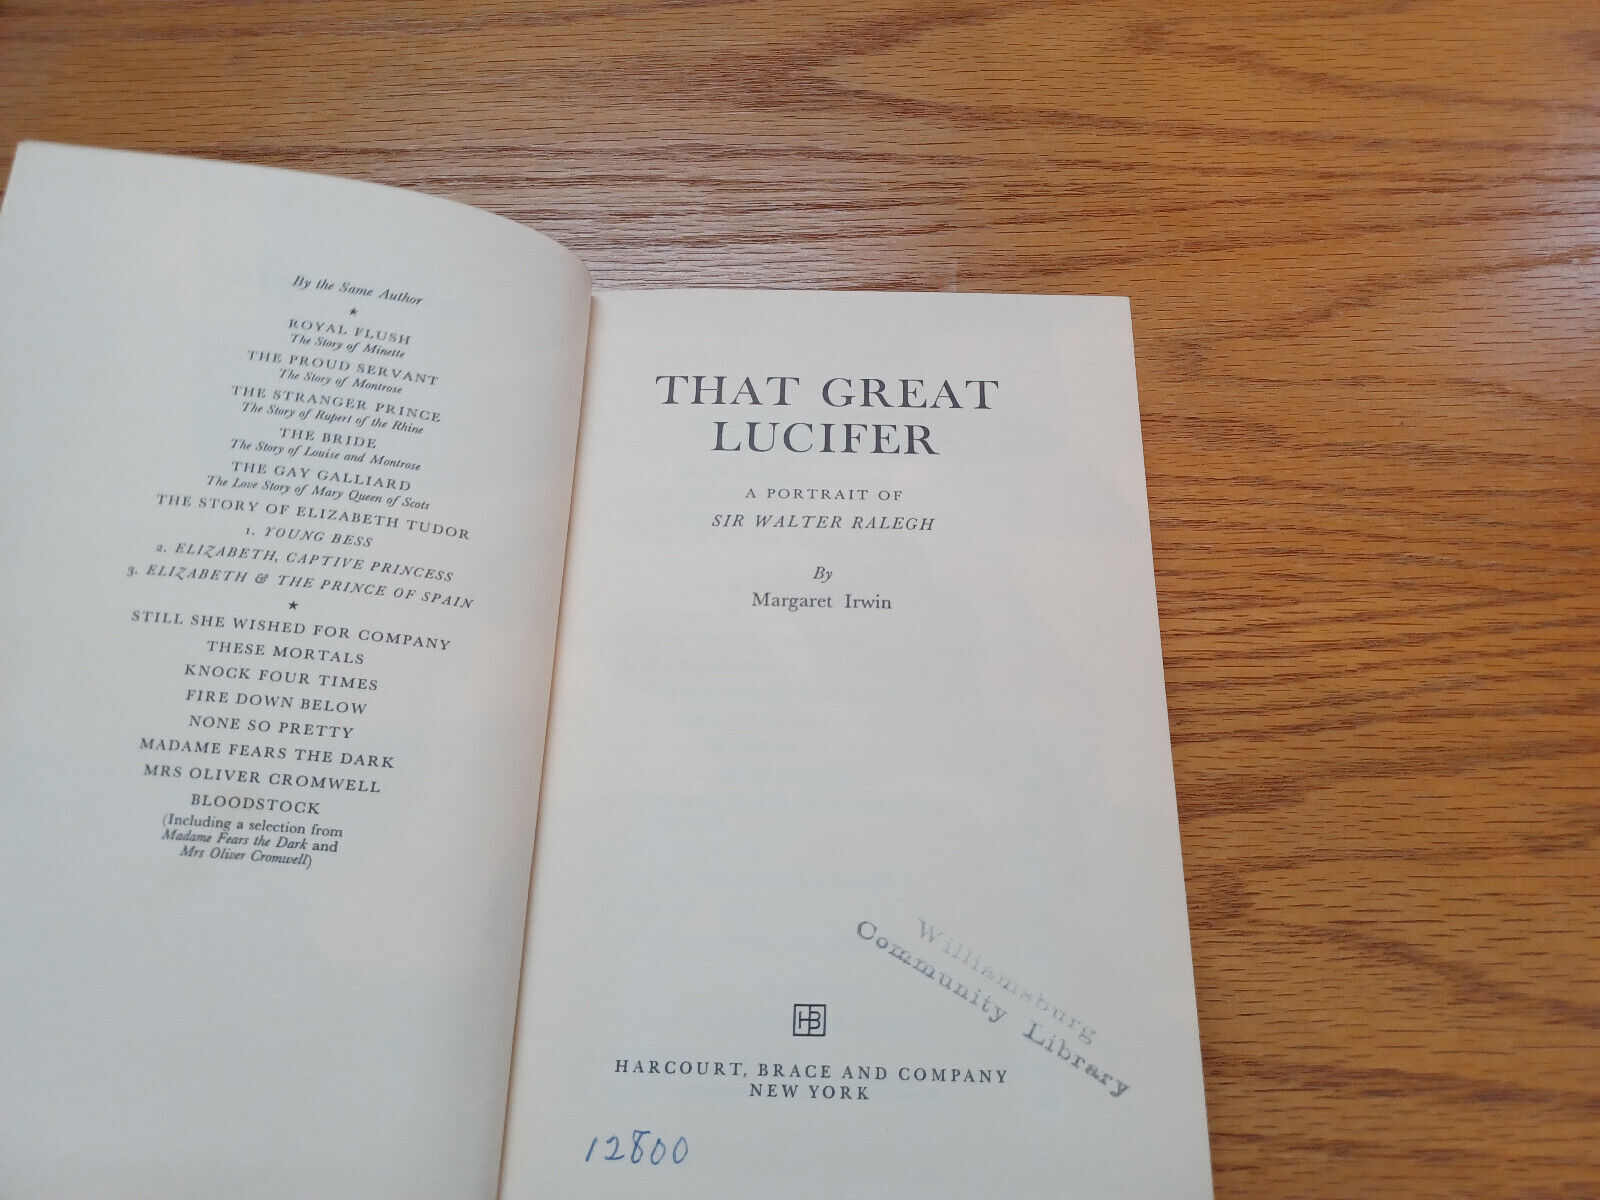 By the Same Author
★
ROYAL FLUSH
The Story of Minette
THE PROUD SERVANT
The Story of Montrose
THE STRANGER PRINCE
The Story of Rupert of the Rhine
THE BRIDE
The Story of Louise and Montrose
THE GAY GALLIARD
The Love Story of Mary Queen of Scots
THE STORY OF ELIZABETH TUDOR
1. YOUNG BESS
2. ELIZABETH, CAPTIVE PRINCESS
3. ELIZABETH & THE PRINCE OF SPAIN
★
STILL SHE WISHED FOR COMPANY
THESE MORTALS
KNOCK FOUR TIMES
FIRE DOWN BELOW
NONE SO PRETTY
MADAME FEARS THE DARK
MRS OLIVER CROMWELL
BLOODSTOCK
(Including a selection from
Madame Fears the Dark and
Mrs Oliver Cromwell)
THAT GREAT
LUCIFER
A PORTRAIT OF
SIR WALTER RALEGH
By
Margaret Irwin
Williamsburg
Community Library
HB
HARCOURT, BRACE AND COMPANY
NEW YORK
12800